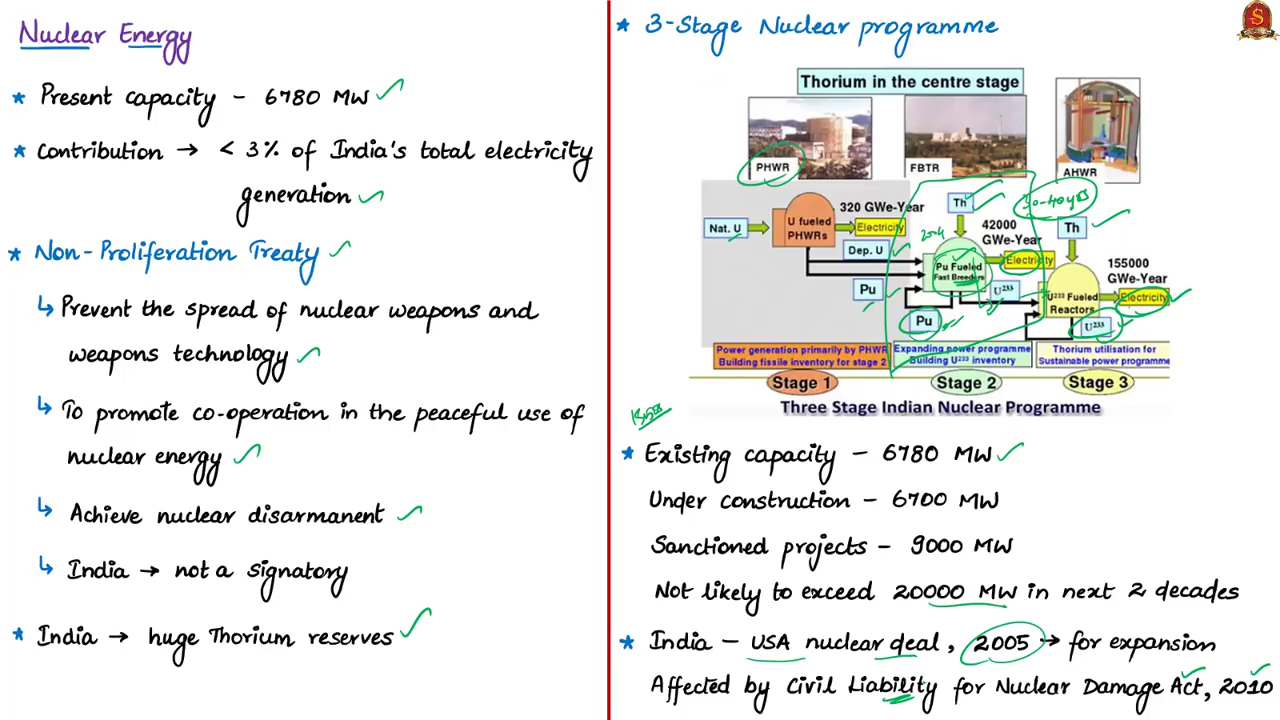 Nuclear Energy
* Present capacity - 6780 MW
* Contribution → < 3% of India's total electricity
generation
* Non-Proliferation Treaty
↳ Prevent the spread of nuclear weapons and
weapons technology
↳ To promote co-operation in the peaceful use of
nuclear energy
↳ Achieve nuclear disarmanent
↳ India → not a signatory
* India → huge Thorium reserves
* 3-Stage Nuclear programme
Thorium in the centre stage
PHWR
FBTR
AHWR
30-40 yrs
Nat. U
U fueled
PHWRs
320 GWe-Year
Electricity
Dep. U
Pu
Th
42000
GWe-Year
Electricity
Pu Fueled
Fast Breeders
U²³³
Pu
Th
155000
GWe-Year
Electricity
U²³³ Fueled
Reactors
U²³³
Power generation primarily by PHWR
Building fissile inventory for stage 2
Expanding power programme
Building U²³³ inventory
Thorium utilisation for
Sustainable power programme
Stage 1
Stage 2
Stage 3
Three Stage Indian Nuclear Programme
* Existing capacity - 6780 MW
Under construction - 6700 MW
Sanctioned projects - 9000 MW
Not likely to exceed 20000 MW in next 2 decades
* India - USA nuclear deal, 2005 → for expansion
Affected by Civil Liability for Nuclear Damage Act, 2010